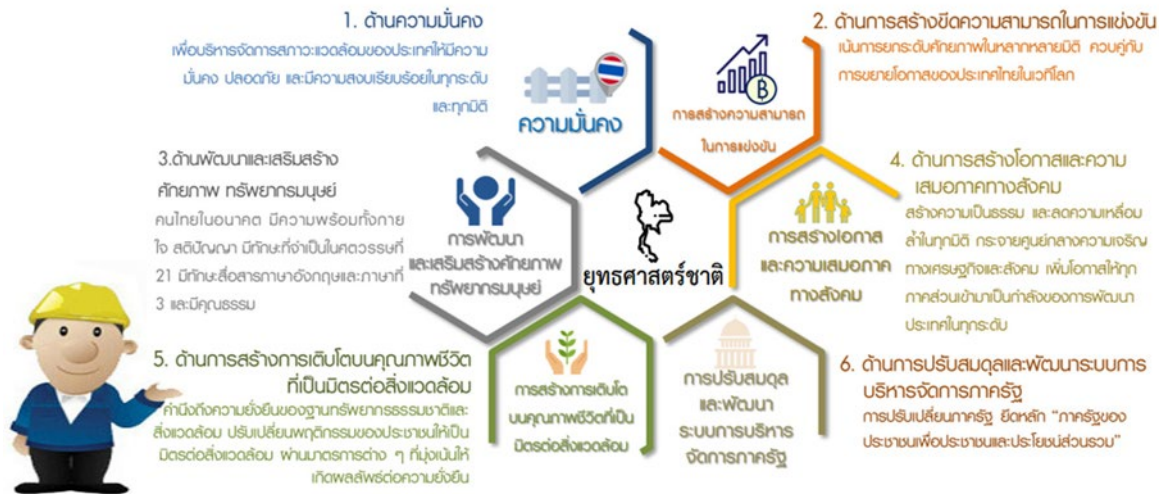 1. ด้านความมั่นคง
เพื่อบริหารจัดการสภาวะแวดล้อมของประเทศให้มีความ
มั่นคง ปลอดภัย และมีความสงบเรียบร้อยในทุกระดับ
และทุกมิติ
ความมั่นคง
2. ด้านการสร้างขีดความสามารถในการแข่งขัน
เน้นการยกระดับศักยภาพในหลากหลายมิติ ควบคู่กับ
การขยายโอกาสของประเทศไทยในเวทีโลก
การสร้างความสามารถ
ในการแข่งขัน
3.ด้านพัฒนาและเสริมสร้าง
ศักยภาพ ทรัพยากรมนุษย์
คนไทยในอนาคต มีความพร้อมทั้งกาย
ใจ สติปัญญา มีทักษะที่จำเป็นในศตวรรษที่
21 มีทักษะสื่อสารภาษาอังกฤษและภาษาที่
3 และมีคุณธรรม
การพัฒนา
และเสริมสร้างศักยภาพ
ทรัพยากรมนุษย์
ยุทธศาสตร์ชาติ
4. ด้านการสร้างโอกาสและความ
เสมอภาคทางสังคม
สร้างความเป็นธรรม และลดความเหลื่อม
ล้ำในทุกมิติ กระจายศูนย์กลางความเจริญ
ทางเศรษฐกิจและสังคม เพิ่มโอกาสให้ทุก
ภาคส่วนเข้ามาเป็นกำลังของการพัฒนา
ประเทศในทุกระดับ
การสร้างโอกาส
และความเสมอภาค
ทางสังคม
5. ด้านการสร้างการเติบโตบนคุณภาพชีวิต
ที่เป็นมิตรต่อสิ่งแวดล้อม
คำนึงถึงความยั่งยืนของฐานทรัพยากรธรรมชาติและ
สิ่งแวดล้อม ปรับเปลี่ยนพฤติกรรมของประชาชนให้เป็น
มิตรต่อสิ่งแวดล้อม ผ่านมาตรการต่าง ๆ ที่มุ่งเน้นให้
เกิดผลลัพธ์ต่อความยั่งยืน
การสร้างการเติบโต
บนคุณภาพชีวิตที่เป็น
มิตรต่อสิ่งแวดล้อม
การปรับสมดุล
และพัฒนา
ระบบการบริหาร
จัดการภาครัฐ
6. ด้านการปรับสมดุลและพัฒนาระบบการ
บริหารจัดการภาครัฐ
การปรับเปลี่ยนภาครัฐ ยึดหลัก “ภาครัฐของ
ประชาชนเพื่อประชาชนและประโยชน์ส่วนรวม”